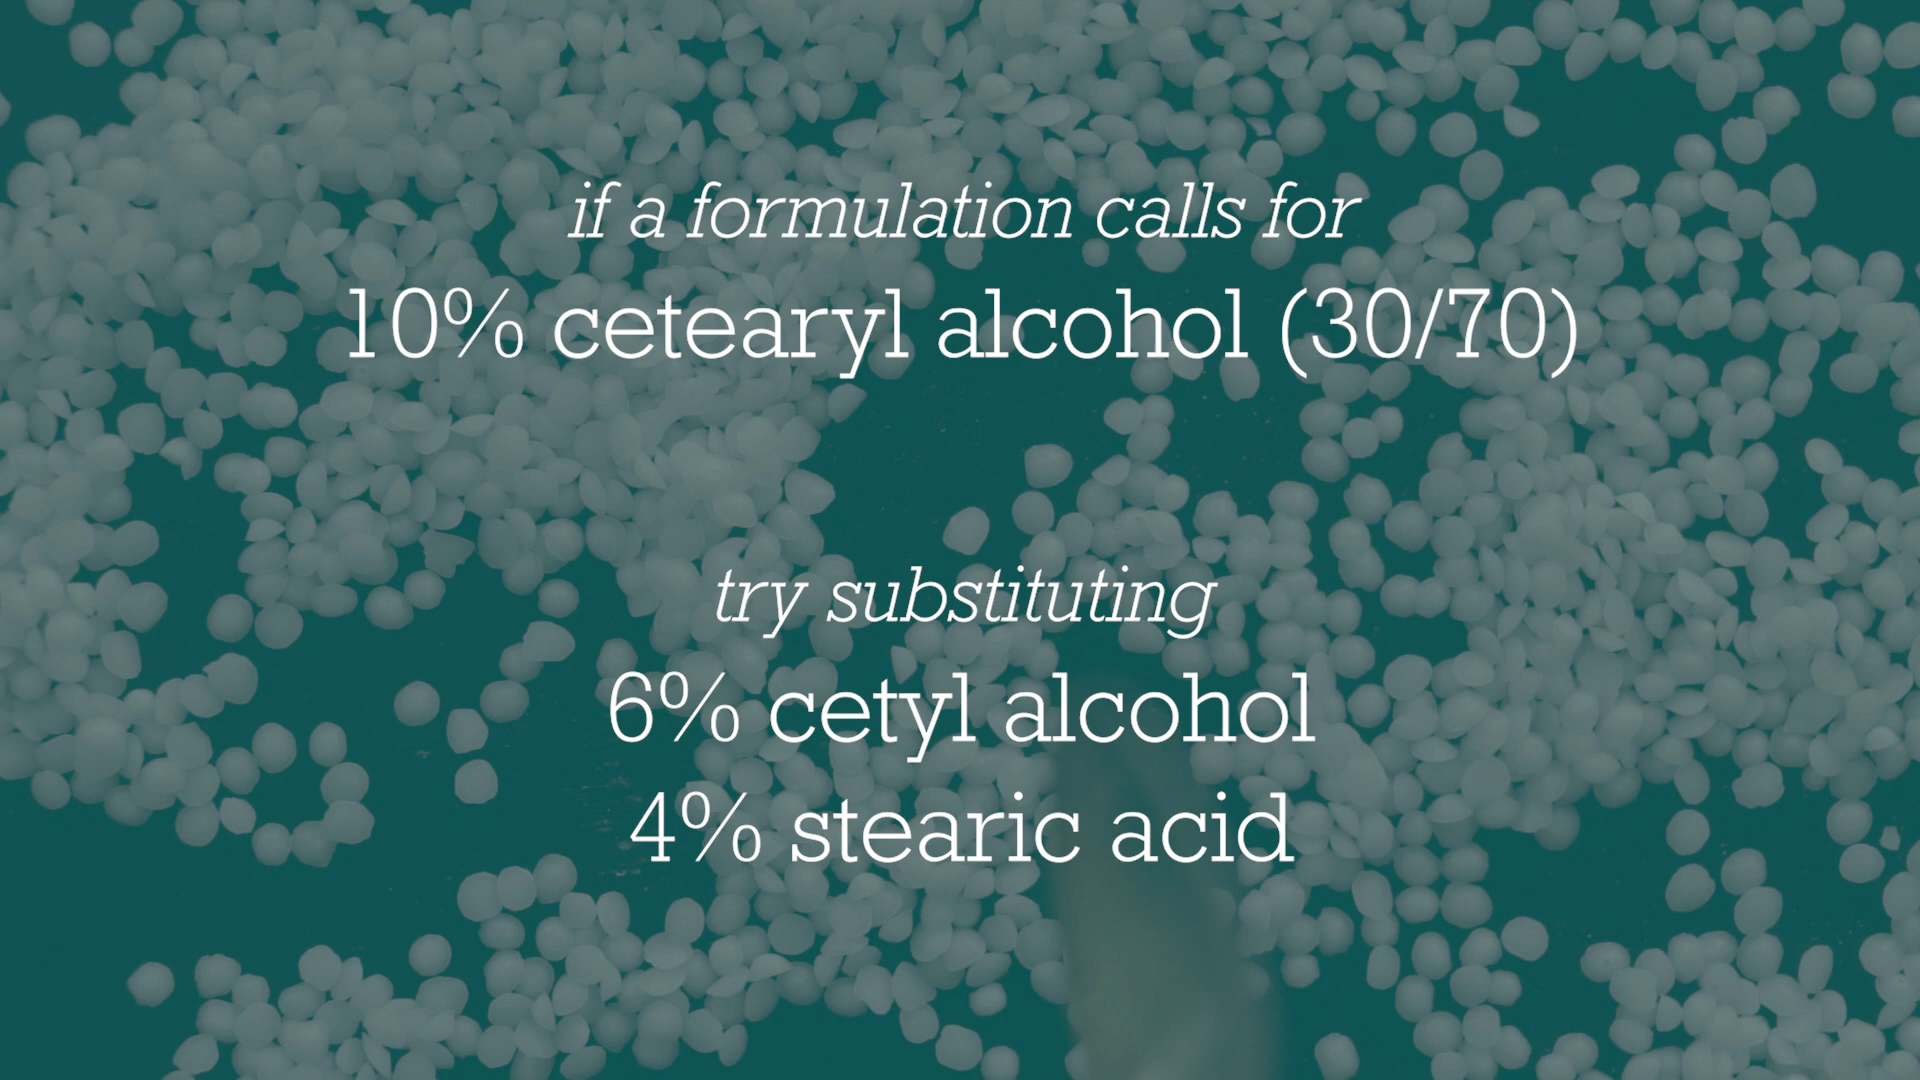 if a formulation calls for
10% cetearyl alcohol (30/70)
try substituting
6% cetyl alcohol
4% stearic acid